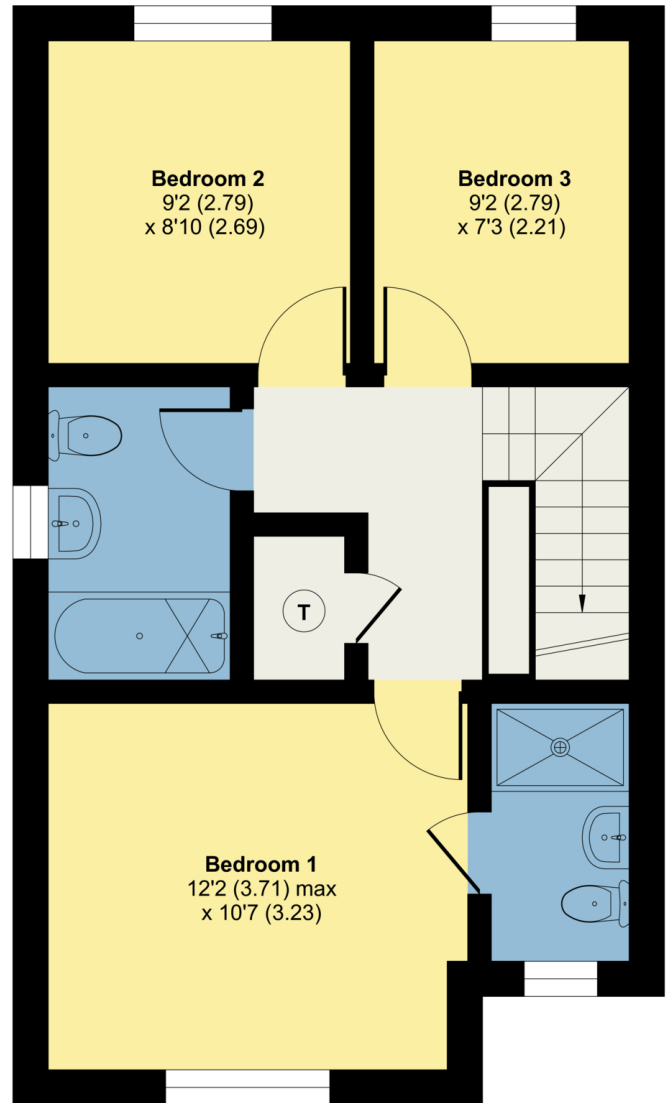 Bedroom 2
9'2 (2.79)
x 8'10 (2.69)
Bedroom 3
9'2 (2.79)
x 7'3 (2.21)
T
Bedroom 1
12'2 (3.71) max
x 10'7 (3.23)